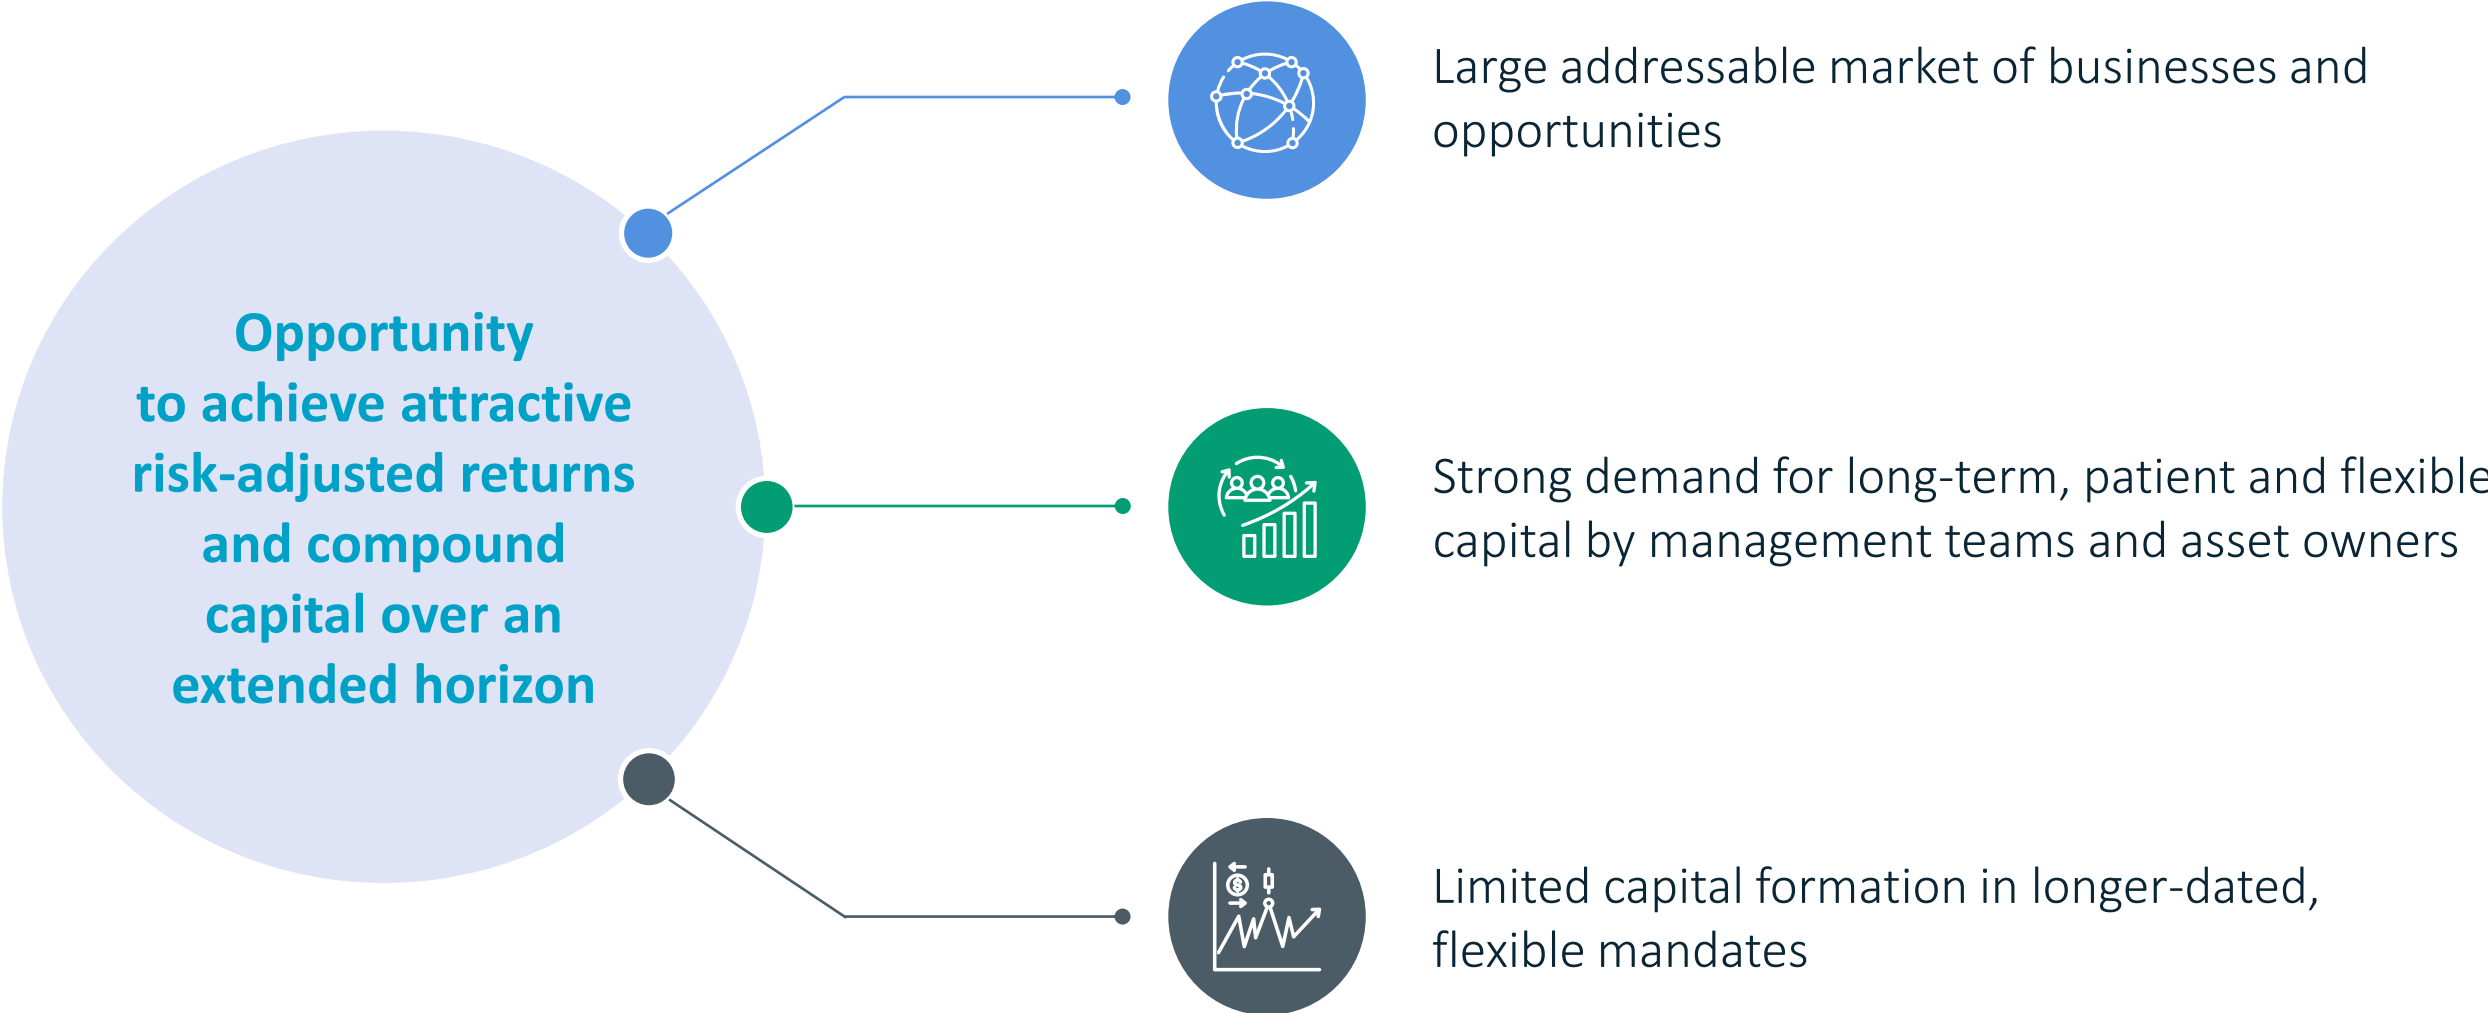 Opportunity
to achieve attractive
risk-adjusted returns
and compound
capital over an
extended horizon
Large addressable market of businesses and
opportunities
Strong demand for long-term, patient and flexible
capital by management teams and asset owners
Limited capital formation in longer-dated,
flexible mandates